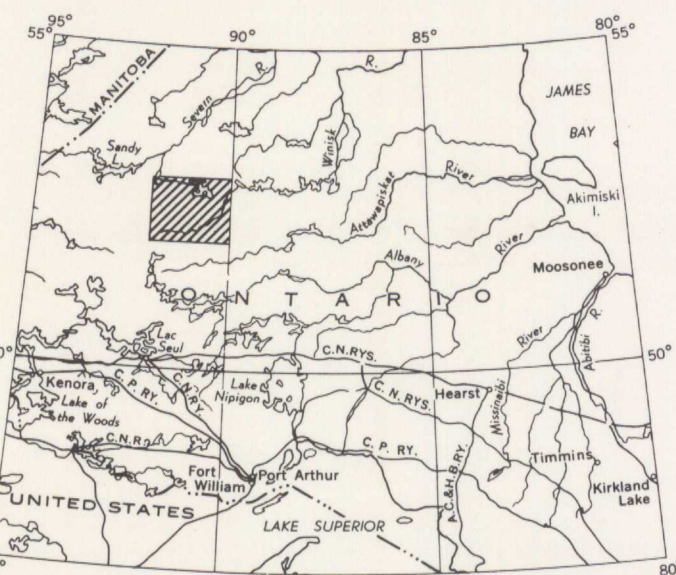 95°
55°
90°
85°
80°
55°
MANITOBA
Severn
R.
R.
JAMES
BAY
Sandy
L.
Winisk
Attawapiskat
River
Akimiski
I.
Albany
River
Moosonee
ONTARIO
Lac
Seul
C.N.RYS.
River
Abitibi
R.
50°
Kenora
C.P.RY.
C.N.RY.
Lake
Nipigon
C.N.RYS.
Hearst
Missinaibi
Lake of
the Woods
C.N.R.
C.P. RY.
A.C.&H.B.RY.
Timmins
Fort
William
Port Arthur
Kirkland
Lake
UNITED STATES
LAKE SUPERIOR
80